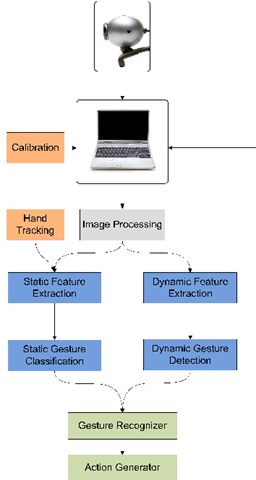 Calibration
Hand
Tracking
Image Processing
Static Feature
Extraction
Dynamic Feature
Extraction
Static Gesture
Classification
Dynamic Gesture
Detection
Gesture Recognizer
Action Generator